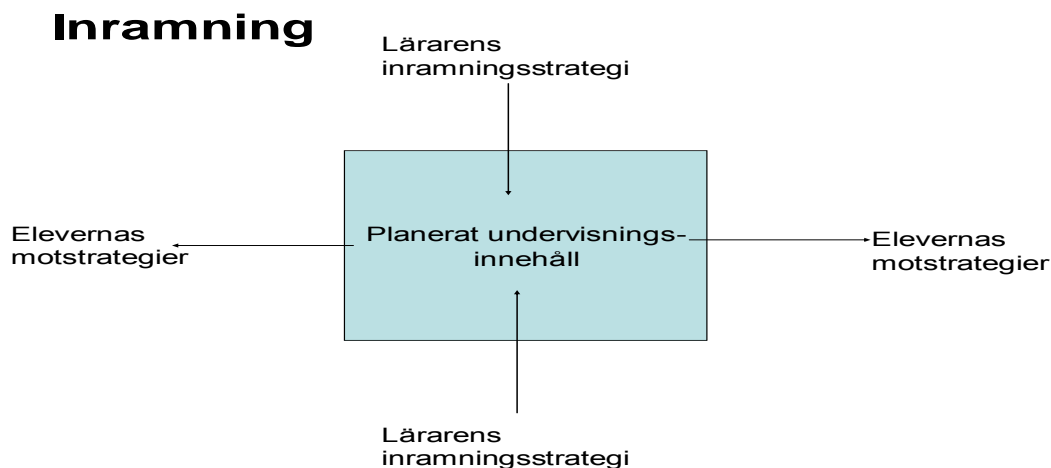 Inramning
Lärarens
inramningsstrategi
Elevernas
motstrategier
Planerat undervisnings-
innehåll
Elevernas
motstrategier
Lärarens
inramningsstrategi